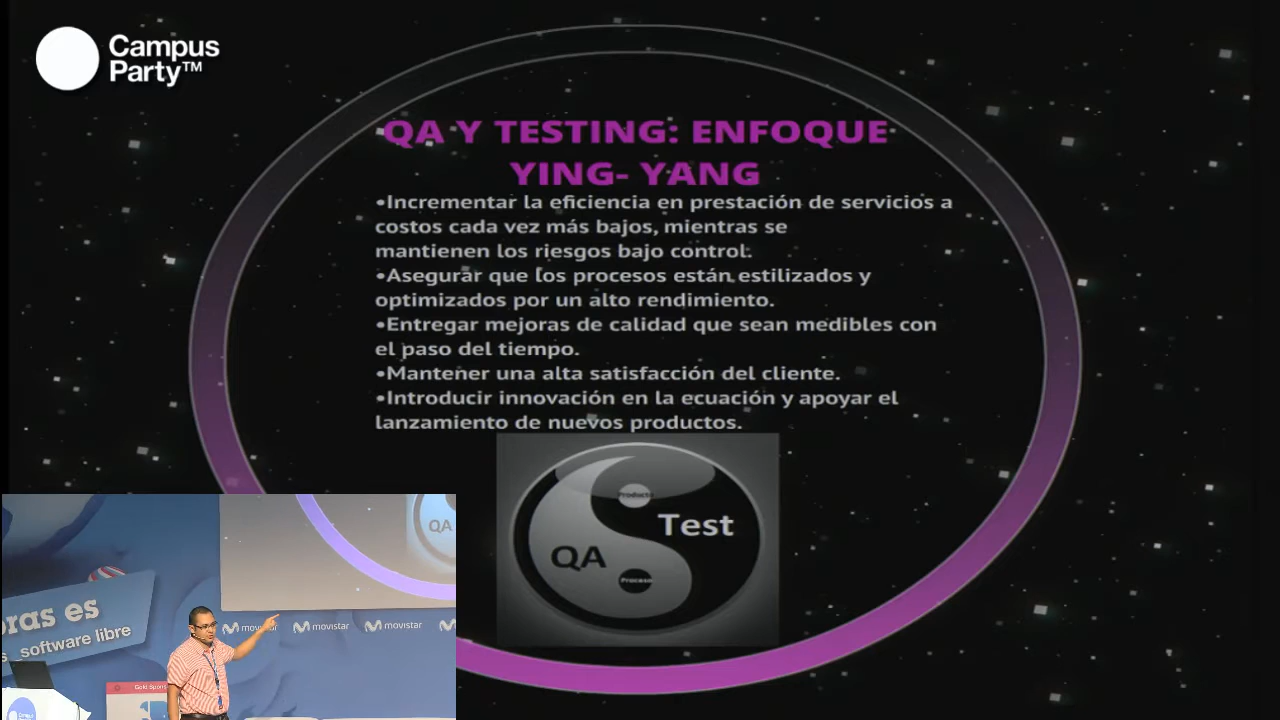 Campus
Party™
QA Y TESTING: ENFOQUE
YING- YANG
•Incrementar la eficiencia en prestación de servicios a
costos cada vez más bajos, mientras se
mantienen los riesgos bajo control.
•Asegurar que los procesos están estilizados y
optimizados por un alto rendimiento.
•Entregar mejoras de calidad que sean medibles con
el paso del tiempo.
•Mantener una alta satisfacción del cliente.
•Introducir innovación en la ecuación y apoyar el
lanzamiento de nuevos productos.
Producto
Test
QA
Proceso
QA
oras es
software libre
movistar movistar movistar
Gold Spons